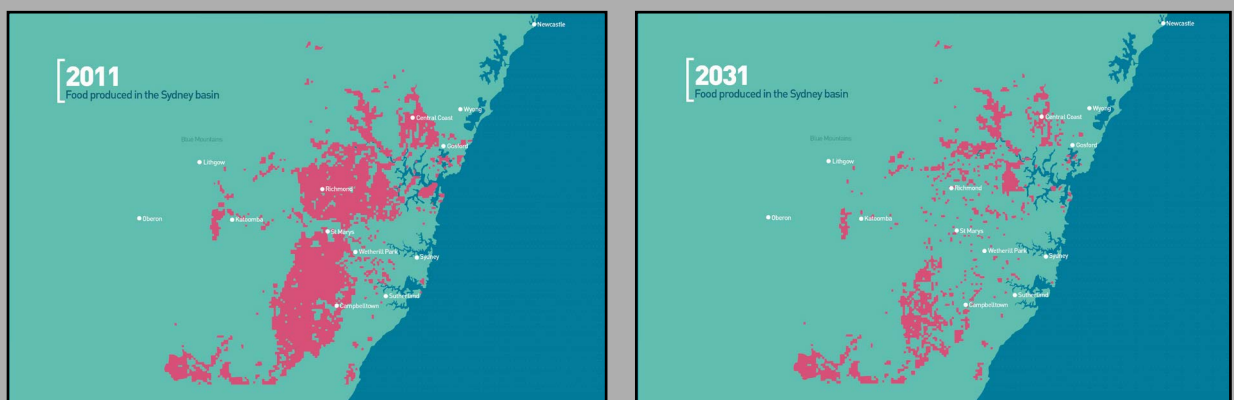 2011
Food produced in the Sydney basin
Newcastle
Wyong
Central Coast
Gosford
Blue Mountains
Lithgow
Richmond
Oberon
Katoomba
St Marys
Wetherill Park
Sydney
Sutherland
Campbelltown
2031
Food produced in the Sydney basin
Newcastle
Wyong
Central Coast
Gosford
Blue Mountains
Lithgow
Richmond
Oberon
Katoomba
St Marys
Wetherill Park
Sydney
Sutherland
Campbelltown